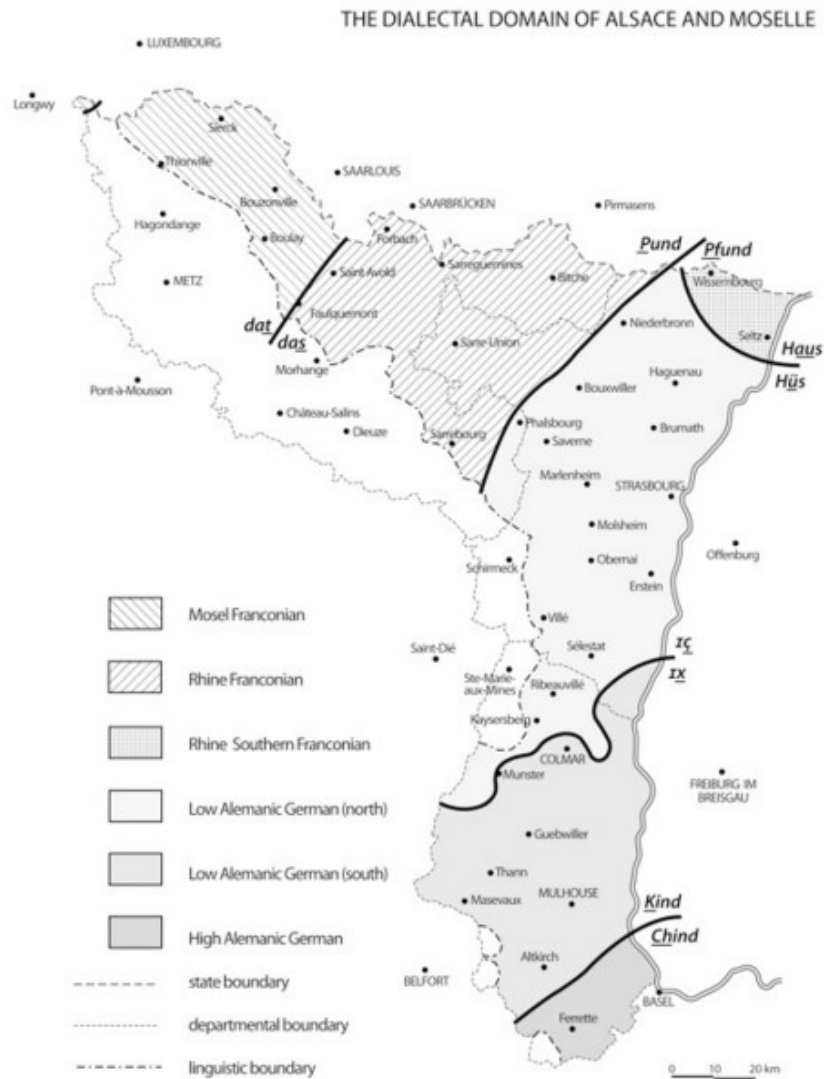 THE DIALECTAL DOMAIN OF ALSACE AND MOSELLE
LUXEMBOURG
Longwy
Sierck
Thionville
SAARLOUIS
Bouzonville
SAARBRÜCKEN
Pirmasens
Hagondange
Boulay
Forbach
Pund
Pfund
METZ
Saint Avold
Sarreguemines
Bitche
Wissembourg
Faulquemont
dat
das
Niederbronn
Seltz
Sarre-Union
Haus
Hüs
Morhange
Haguenau
Pont-à-Mousson
Bouxwiller
Château-Salins
Dieuze
Phalsbourg
Brumath
Sarrebourg
Saverne
Marlenheim
STRASBOURG
Molsheim
Offenburg
Schirmeck
Obernai
Erstein
Mosel Franconian
Villé
Saint-Dié
Sélestat
ɪç
ɪx
Rhine Franconian
Ste-Marie-
aux-Mines
Ribeauvillé
Kaysersberg
Rhine Southern Franconian
COLMAR
Munster
FREIBURG IM
BREISGAU
Low Alemanic German (north)
Guebwiller
Thann
Low Alemanic German (south)
Masevaux
MULHOUSE
Kind
Chind
High Alemanic German
Altkirch
BELFORT
state boundary
BASEL
departmental boundary
Ferrette
linguistic boundary
0 10 20 km